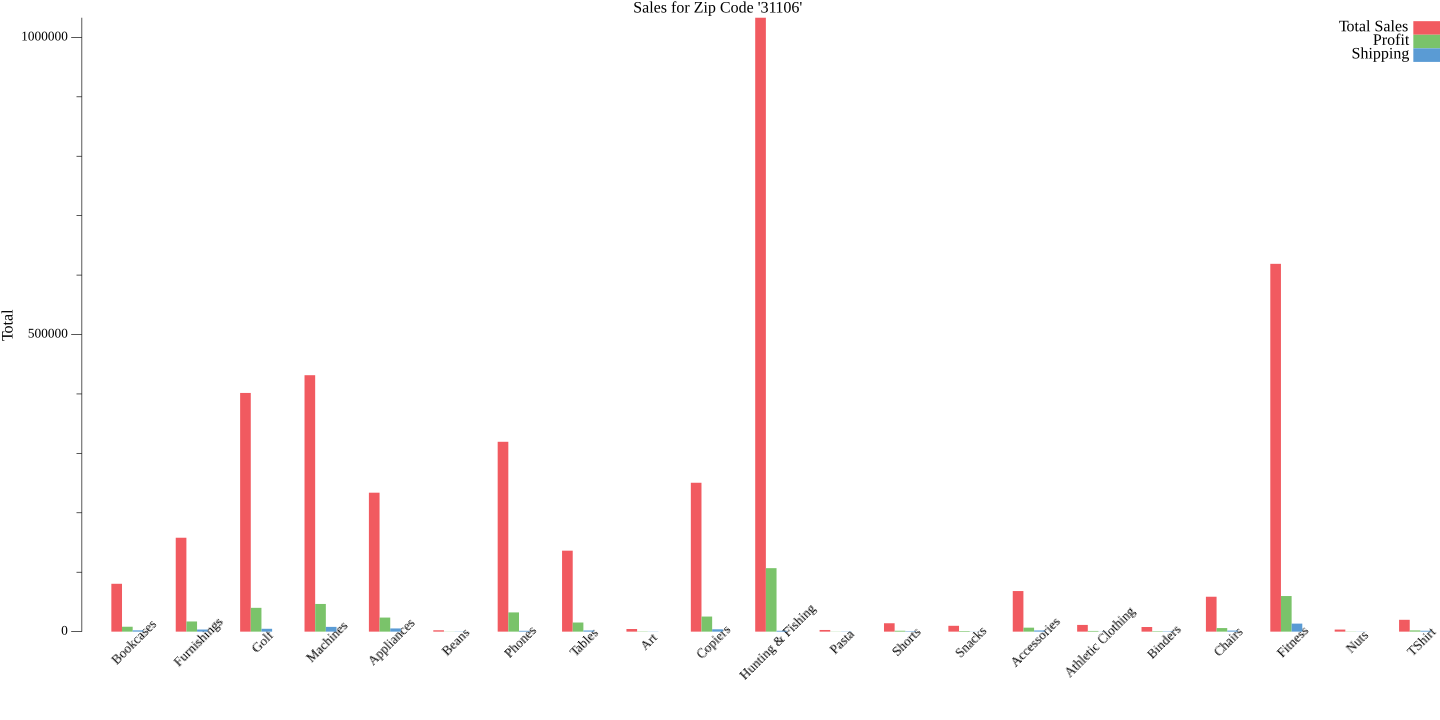 Sales for Zip Code '31106'
Total Sales
Profit
Shipping
1000000
500000
0
Total
Bookcases
Furnishings
Golf
Machines
Appliances
Beans
Phones
Tables
Art
Copiers
Hunting & Fishing
Pasta
Shorts
Snacks
Accessories
Athletic Clothing
Binders
Chairs
Fitness
Nuts
TShirt